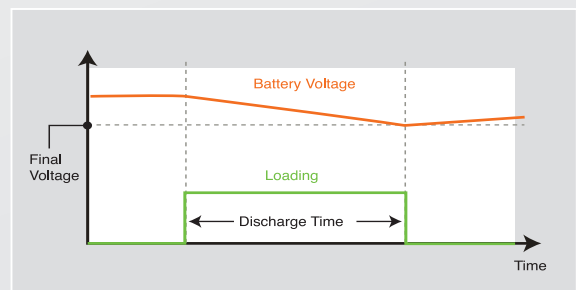 Battery Voltage
Final
Voltage
Loading
Discharge Time
Time